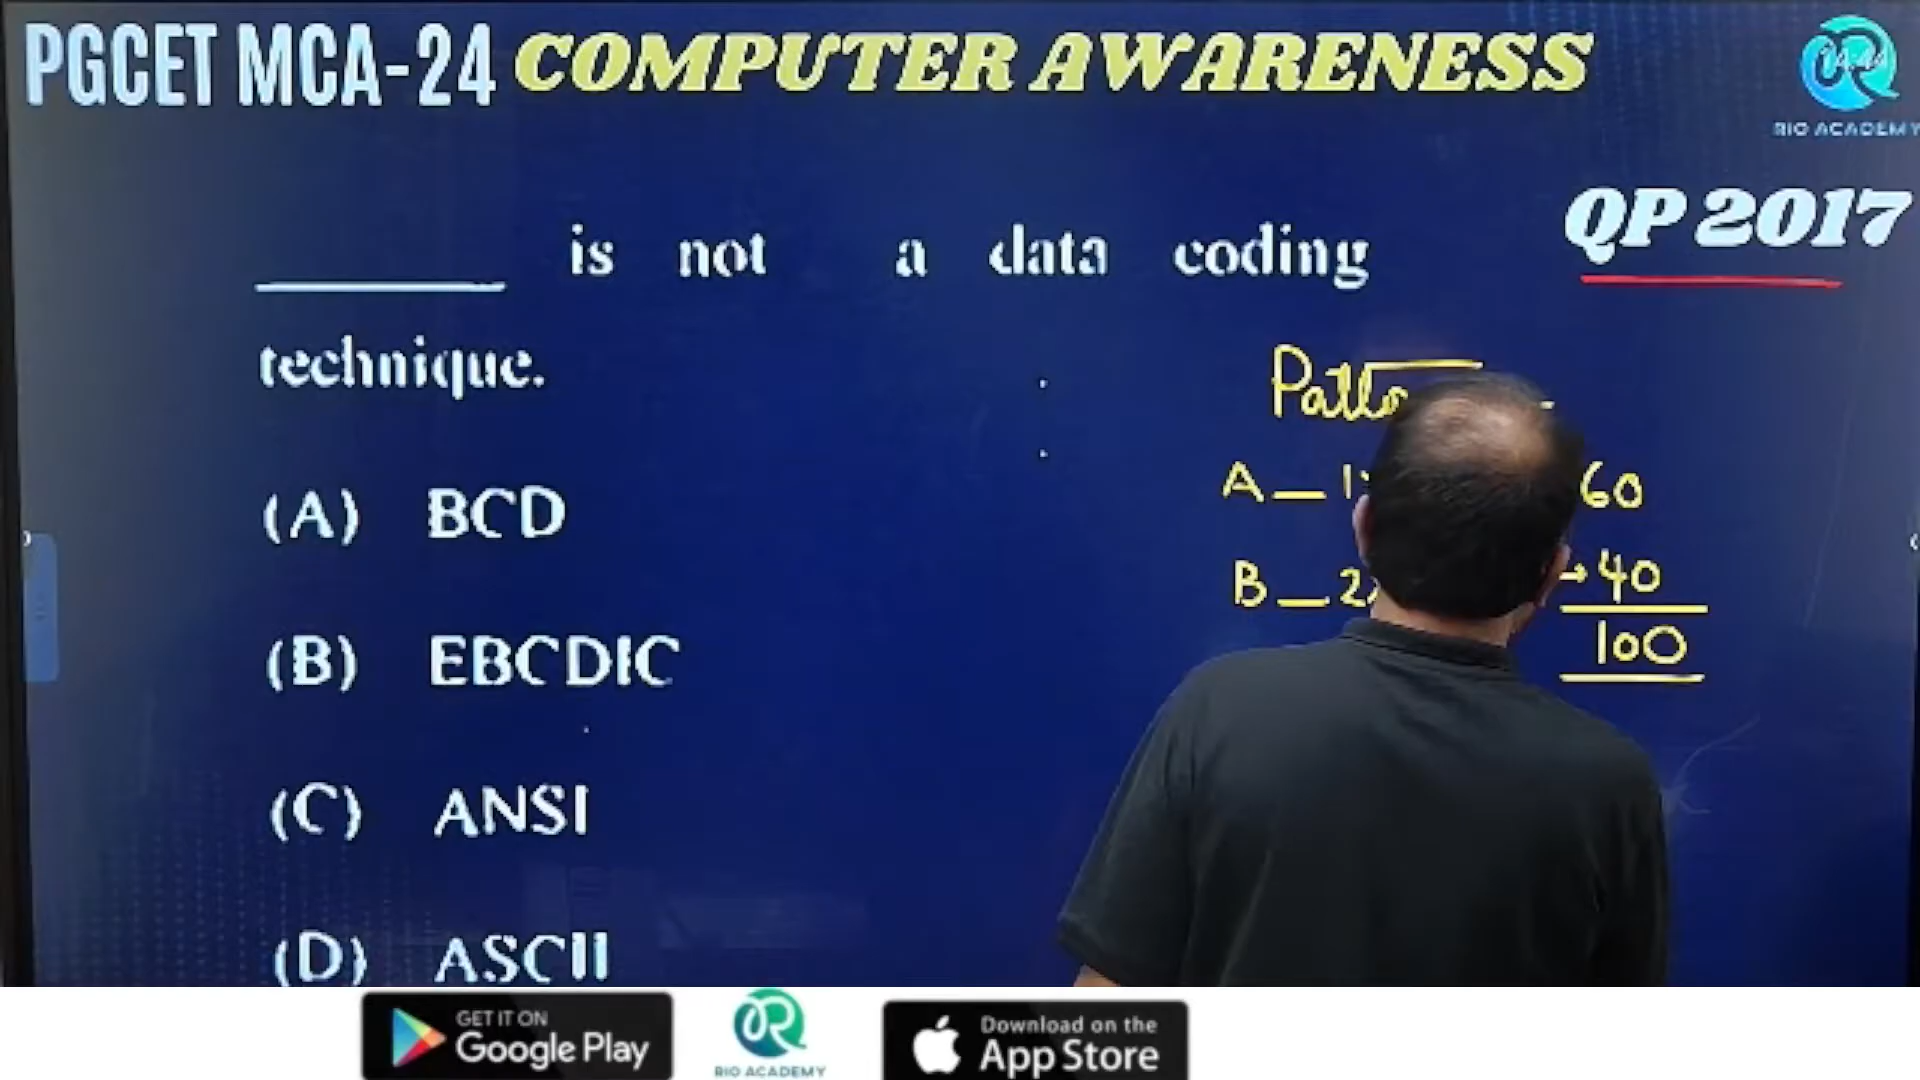 PGCET MCA-24 COMPUTER AWARENESS
RIO ACADEMY
QP 2017
is not a data coding
technique.
(A) BCD
(B) EBCDIC
(C) ANSI
(D) ASCII
A 60
B 40
100
GET IT ON
Google Play
RIO ACADEMY
Download on the
App Store